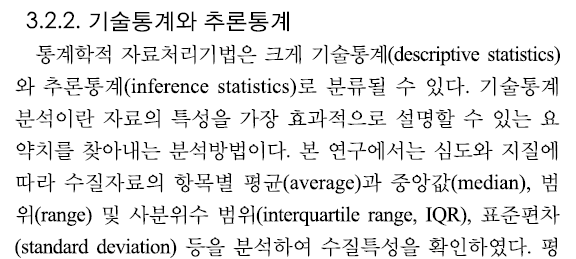 3.2.2. 기술통계와 추론통계
통계학적 자료처리기법은 크게 기술통계(descriptive statistics)
와 추론통계(inference statistics)로 분류될 수 있다. 기술통계
분석이란 자료의 특성을 가장 효과적으로 설명할 수 있는 요
약치를 찾아내는 분석방법이다. 본 연구에서는 심도와 지질에
따라 수질자료의 항목별 평균(average)과 중앙값(median), 범
위(range) 및 사분위수 범위(interquartile range, IQR), 표준편차
(standard deviation) 등을 분석하여 수질특성을 확인하였다. 평